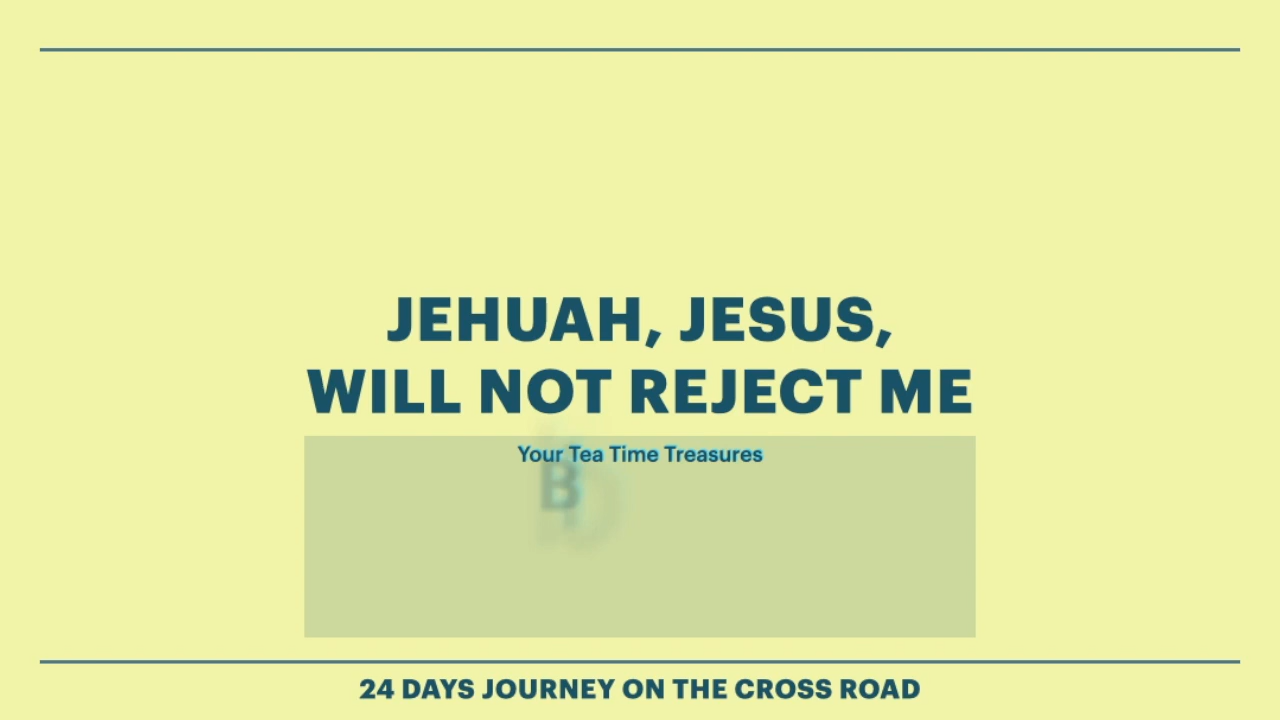 JEHUAH, JESUS,
WILL NOT REJECT ME
Your Tea Time Treasures
B
24 DAYS JOURNEY ON THE CROSS ROAD